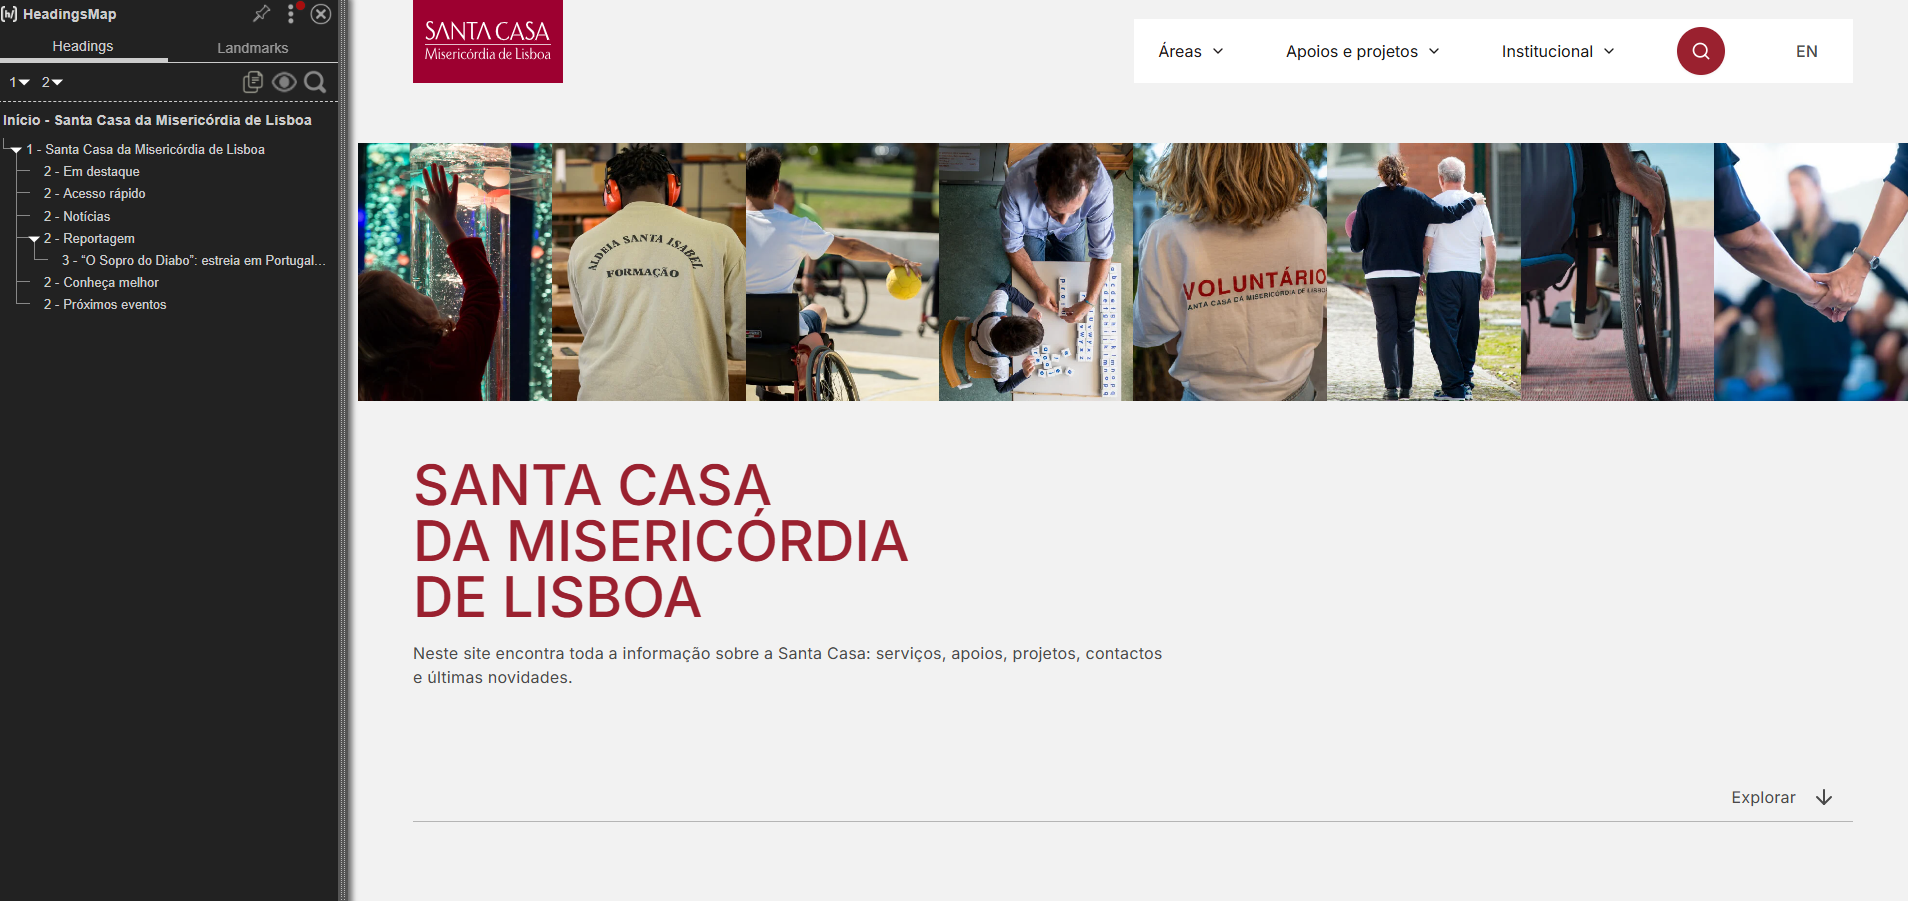 HeadingsMap
Headings
Landmarks
1 2
Início - Santa Casa da Misericórdia de Lisboa
1 - Santa Casa da Misericórdia de Lisboa
2 - Em destaque
2 - Acesso rápido
2 - Notícias
2 - Reportagem
3 - “O Sopro do Diabo”: estreia em Portugal...
2 - Conheça melhor
2 - Próximos eventos
SANTA CASA
Misericórdia de Lisboa
Áreas
Apoios e projetos
Institucional
EN
ALDEIA SANTA ISABEL
FORMAÇÃO
VOLUNTÁRIO
SANTA CASA DA MISERICÓRDIA DE LISBOA
SANTA CASA
DA MISERICÓRDIA
DE LISBOA
Neste site encontra toda a informação sobre a Santa Casa: serviços, apoios, projetos, contactos
e últimas novidades.
Explorar